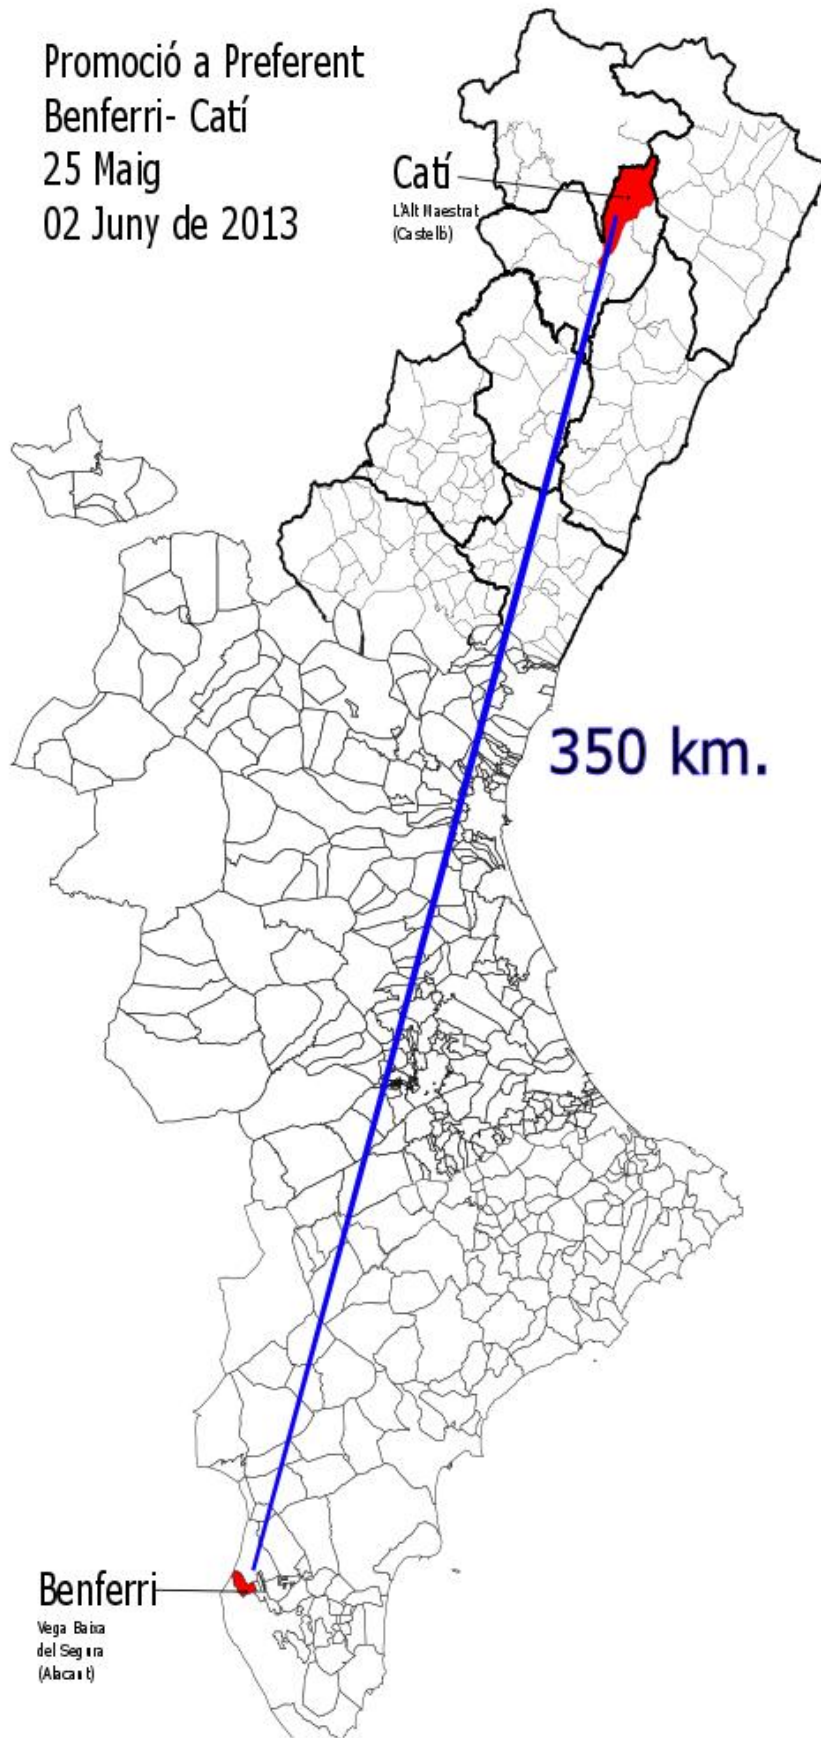 Promoció a Preferent
Benferri- Catí
25 Maig
02 Juny de 2013
Catí
L'Alt Maestrat
(Castelló)
350 km.
Benferri
Vega Baixa
del Segura
(Alacant)